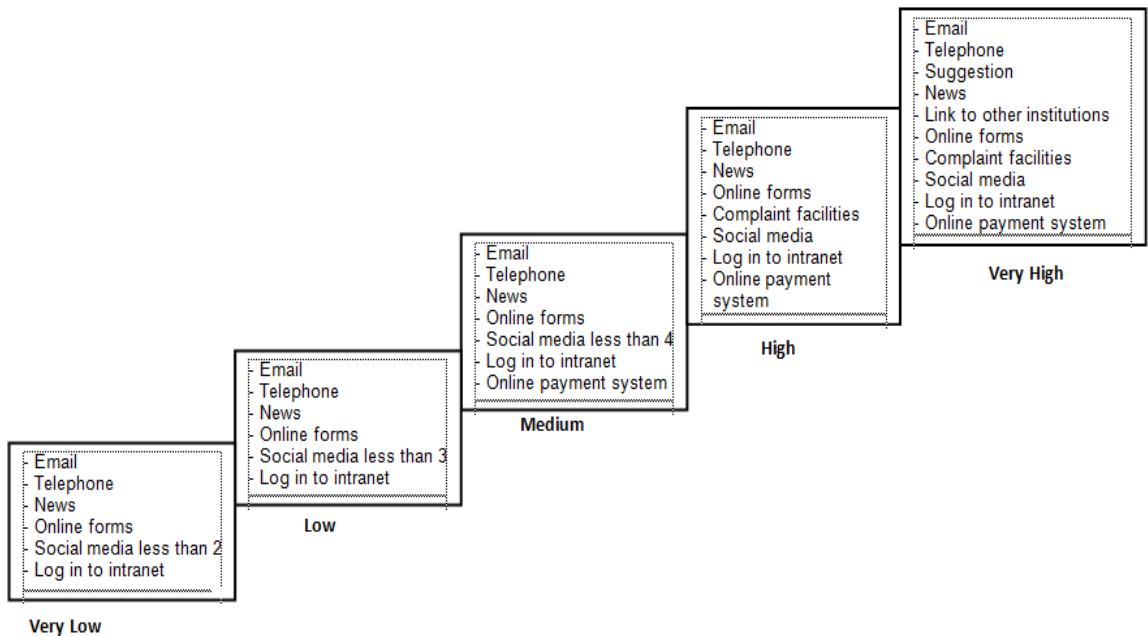 - Email
- Telephone
- Suggestion
- News
- Link to other institutions
- Online forms
- Complaint facilities
- Social media
- Log in to intranet
- Online payment system
Very High
- Email
- Telephone
- News
- Online forms
- Complaint facilities
- Social media
- Log in to intranet
- Online payment
system
High
- Email
- Telephone
- News
- Online forms
- Social media less than 4
- Log in to intranet
- Online payment system
Medium
- Email
- Telephone
- News
- Online forms
- Social media less than 3
- Log in to intranet
Low
- Email
- Telephone
- News
- Online forms
- Social media less than 2
- Log in to intranet
Very Low